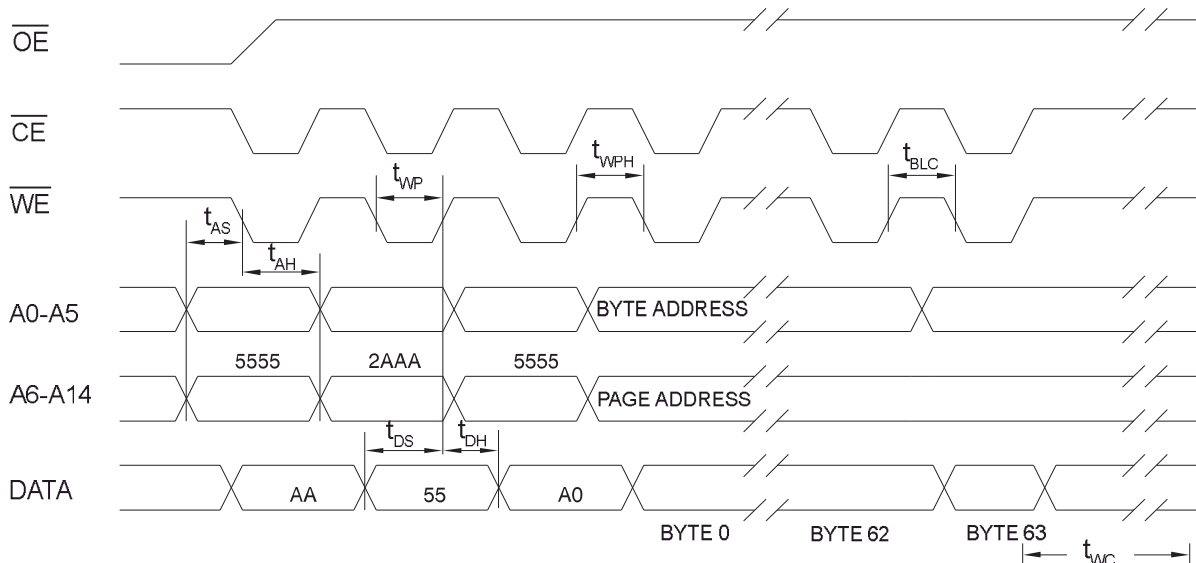 OE
CE
tWPH
tBLC
tWP
WE
tAS
tAH
A0-A5
BYTE ADDRESS
5555 2AAA 5555
A6-A14
PAGE ADDRESS
tDS tDH
DATA
AA 55 A0
BYTE 0 BYTE 62 BYTE 63
tWC